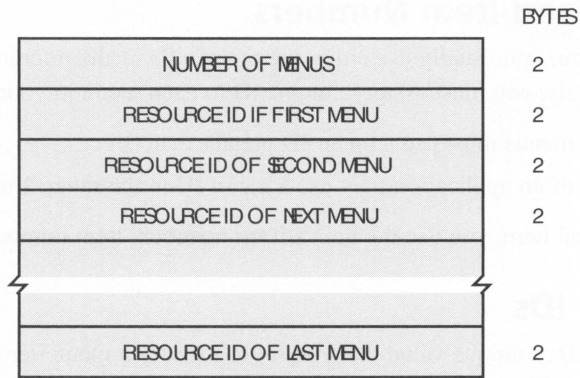 BYTES
NUMBER OF MENUS 2
RESOURCE ID IF FIRST MENU 2
RESOURCE ID OF SECOND MENU 2
RESOURCE ID OF NEXT MENU 2
RESOURCE ID OF LAST MENU 2